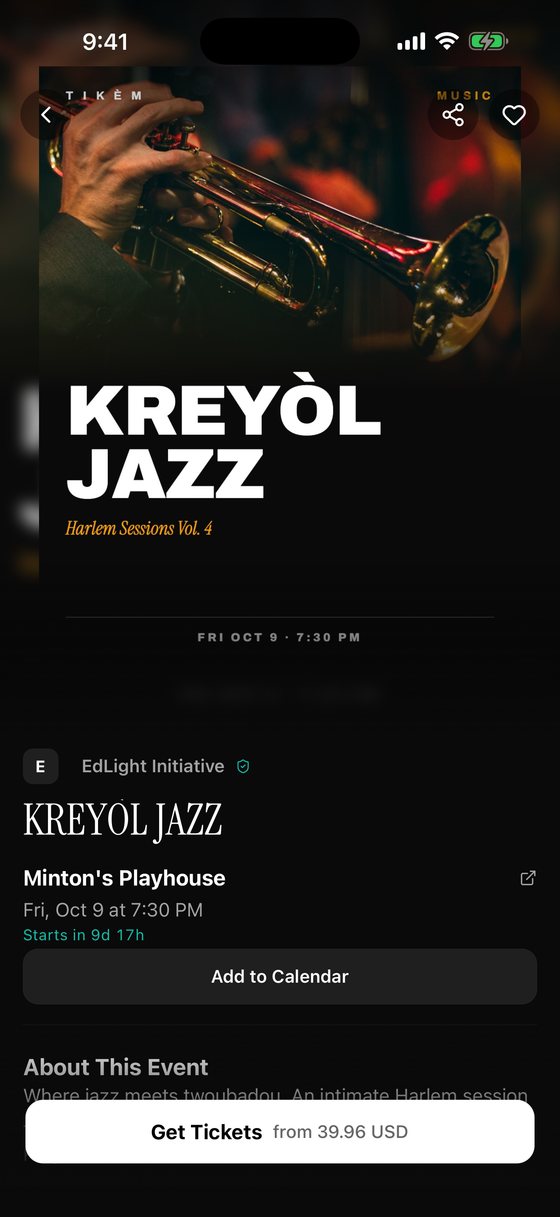 9:41
TIKÈM
MUSIC
KREYÒL
JAZZ
Harlem Sessions Vol. 4
FRI OCT 9 · 7:30 PM
E
EdLight Initiative
KREYÒL JAZZ
Minton's Playhouse
Fri, Oct 9 at 7:30 PM
Starts in 9d 17h
Add to Calendar
About This Event
Where jazz meets twoubadou. An intimate Harlem session
Get Tickets from 39.96 USD